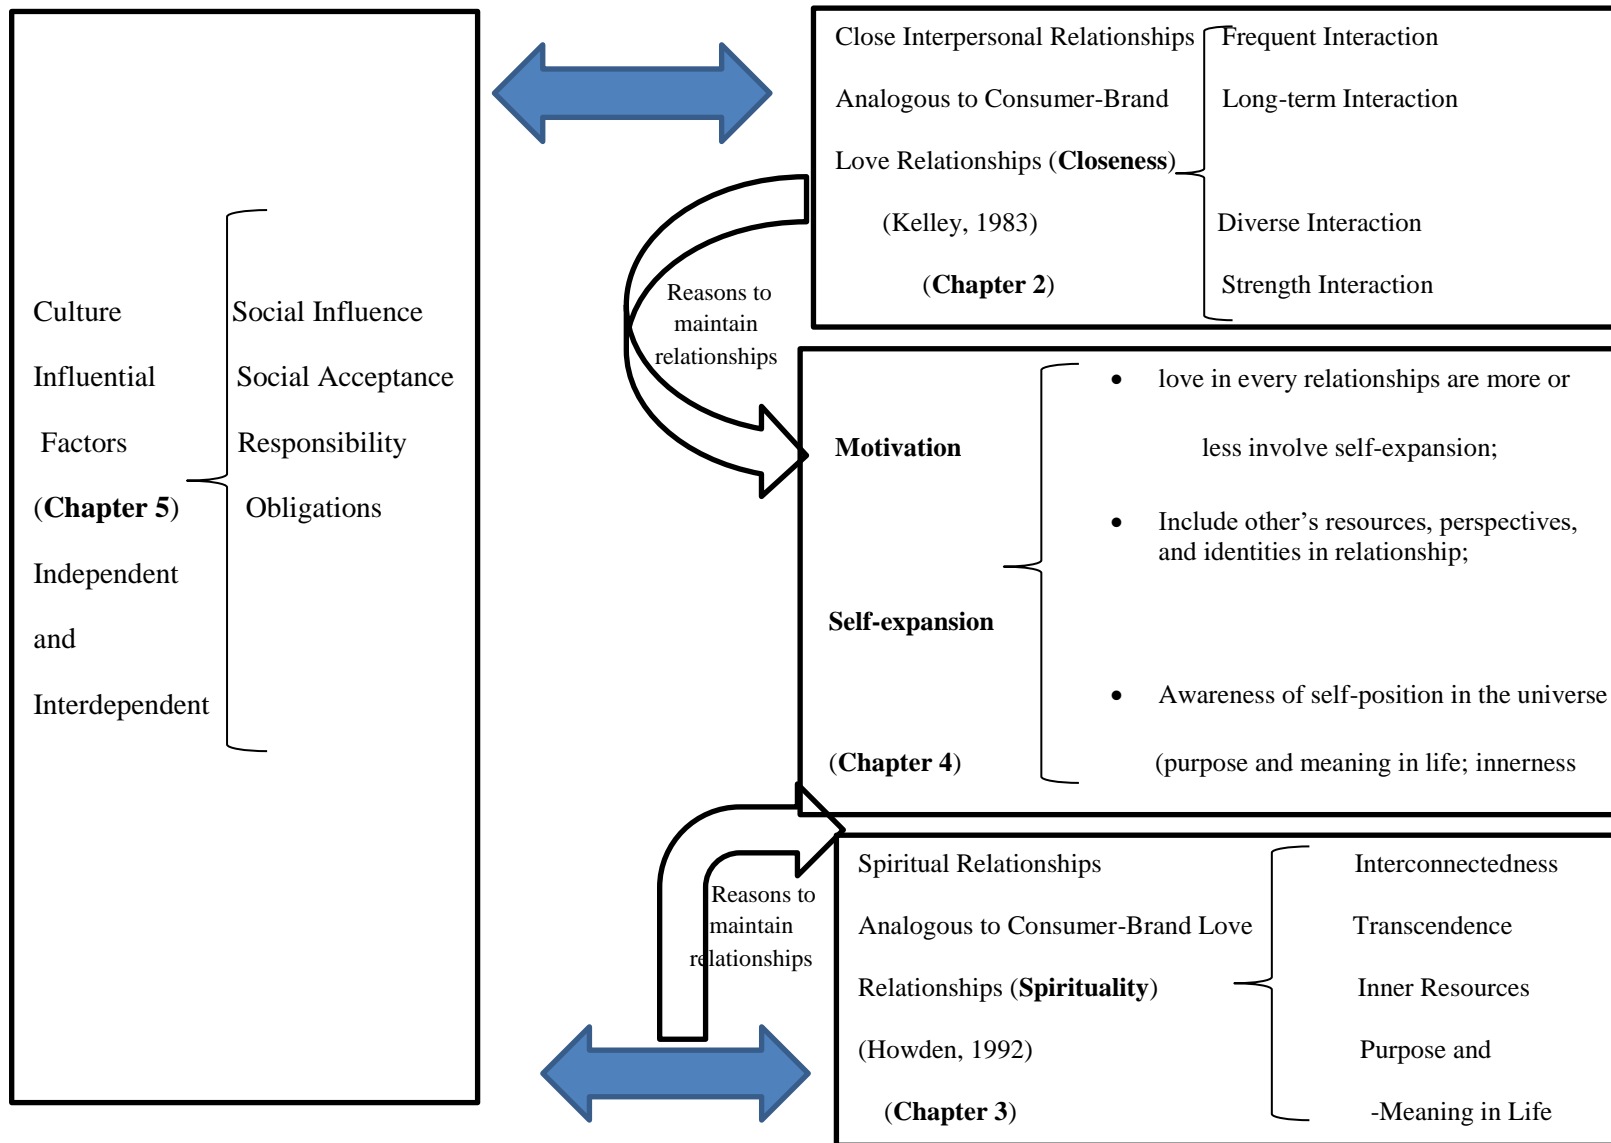 Culture
Influential
Factors
(Chapter 5)
Independent
and
Interdependent
Social Influence
Social Acceptance
Responsibility
Obligations
Close Interpersonal Relationships
Analogous to Consumer-Brand
Love Relationships (Closeness)
(Kelley, 1983)
(Chapter 2)
Frequent Interaction
Long-term Interaction
Diverse Interaction
Strength Interaction
Reasons to
maintain
relationships
Motivation
Self-expansion
(Chapter 4)
• love in every relationships are more or
less involve self-expansion;
• Include other’s resources, perspectives,
and identities in relationship;
• Awareness of self-position in the universe
(purpose and meaning in life; innerness
Reasons to
maintain
relationships
Spiritual Relationships
Analogous to Consumer-Brand Love
Relationships (Spirituality)
(Howden, 1992)
(Chapter 3)
Interconnectedness
Transcendence
Inner Resources
Purpose and
-Meaning in Life